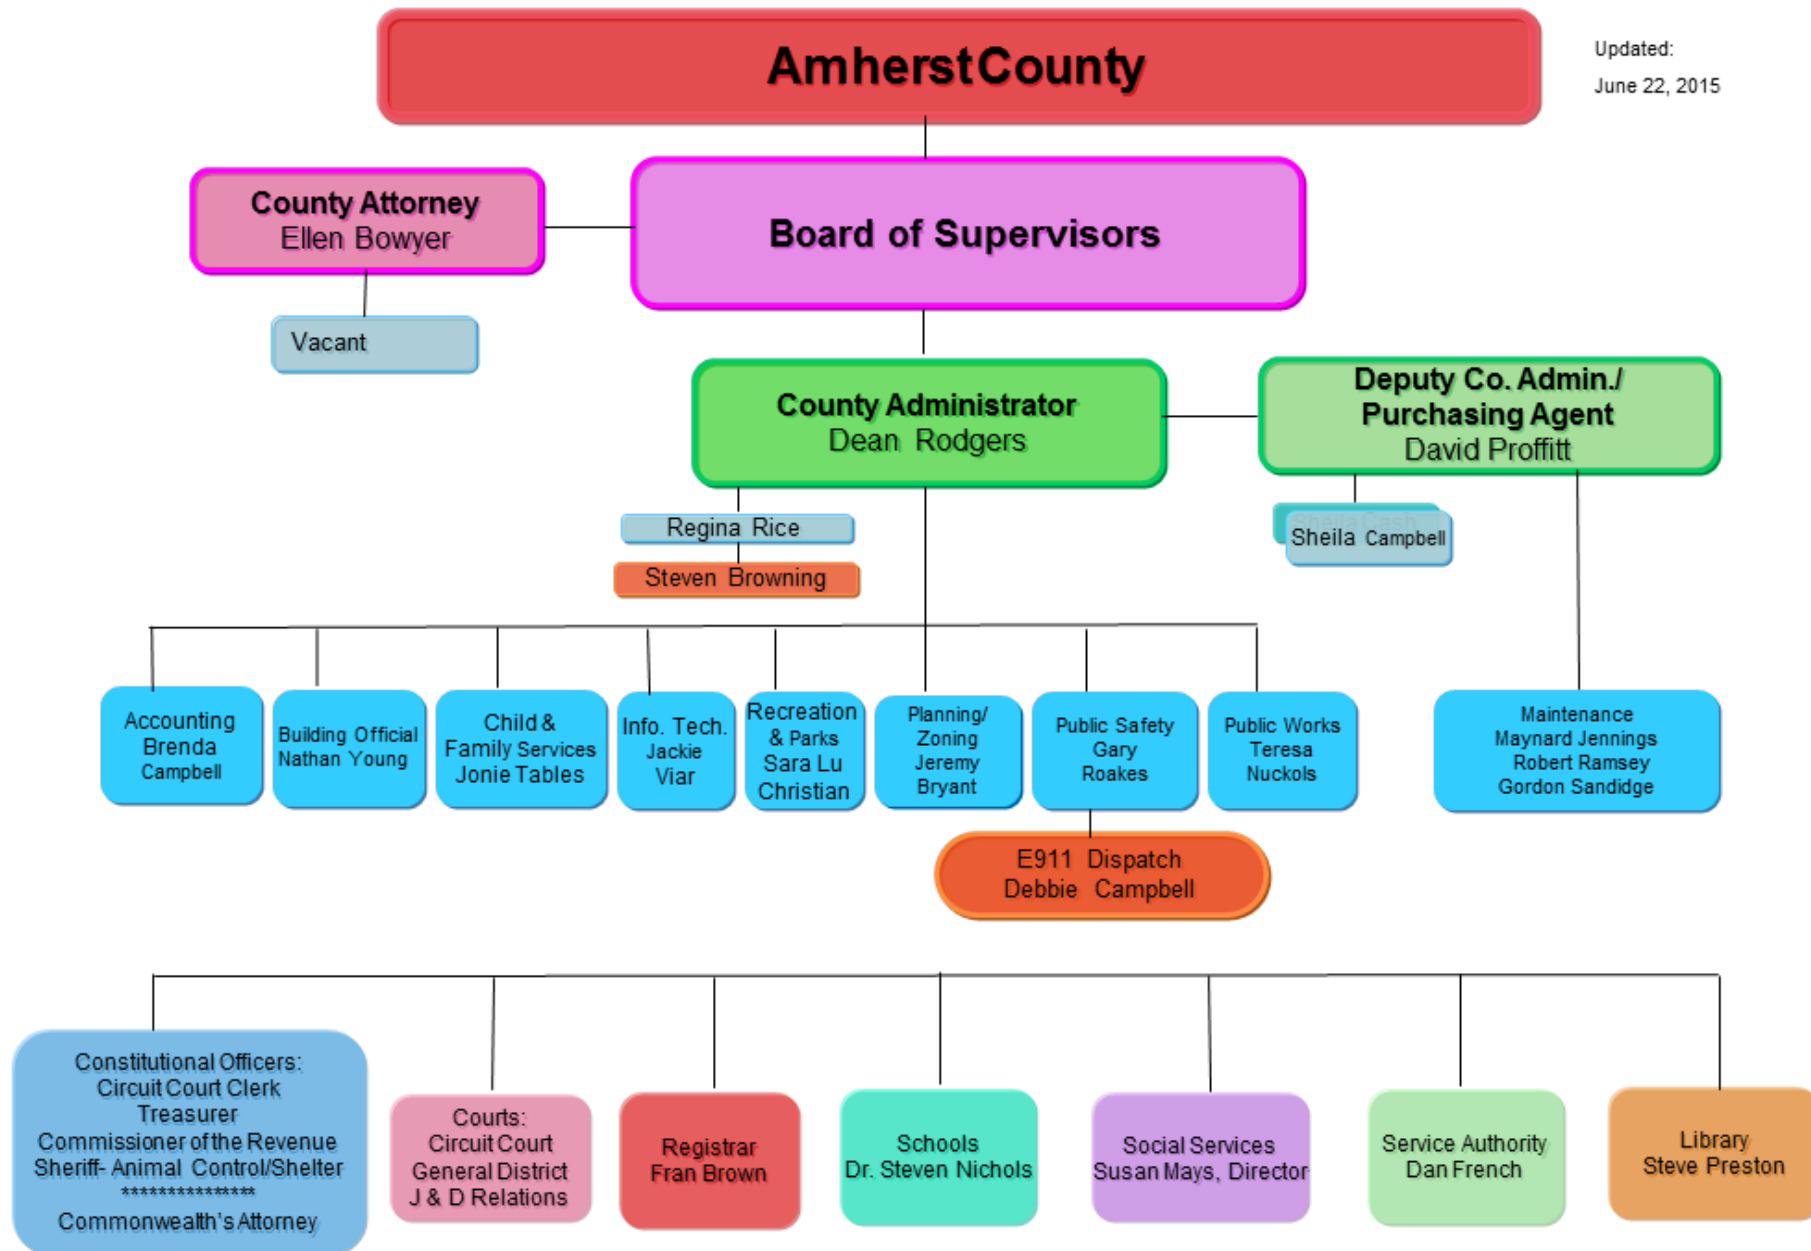 Amherst County
Updated:
June 22, 2015
County Attorney
Ellen Bowyer
Board of Supervisors
Vacant
County Administrator
Dean Rodgers
Deputy Co. Admin./
Purchasing Agent
David Proffitt
Regina Rice
Steven Browning
Sheila Cash
Sheila Campbell
Accounting
Brenda
Campbell
Building Official
Nathan Young
Child &
Family Services
Jonie Tables
Info. Tech.
Jackie
Viar
Recreation
& Parks
Sara Lu
Christian
Planning/
Zoning
Jeremy
Bryant
Public Safety
Gary
Roakes
Public Works
Teresa
Nuckols
Maintenance
Maynard Jennings
Robert Ramsey
Gordon Sandidge
E911 Dispatch
Debbie Campbell
Constitutional Officers:
Circuit Court Clerk
Treasurer
Commissioner of the Revenue
Sheriff- Animal Control/Shelter
***************
Commonwealth's Attorney
Courts:
Circuit Court
General District
J & D Relations
Registrar
Fran Brown
Schools
Dr. Steven Nichols
Social Services
Susan Mays, Director
Service Authority
Dan French
Library
Steve Preston